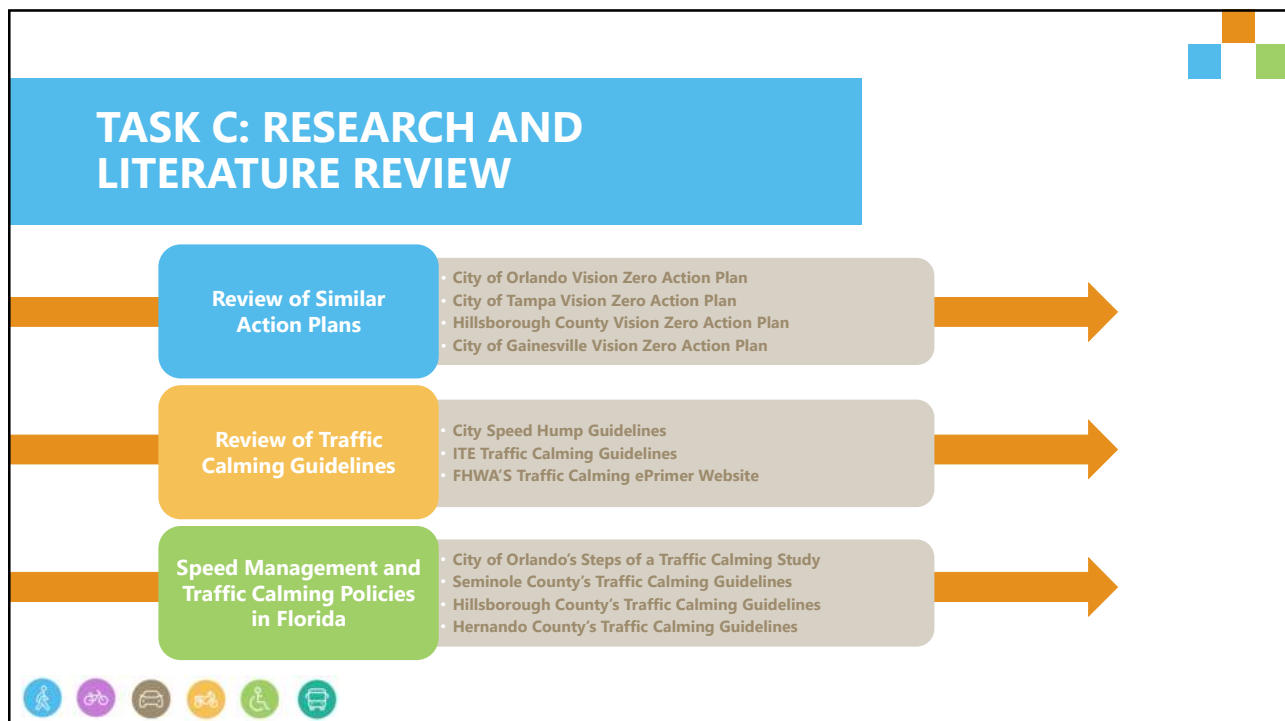 TASK C: RESEARCH AND
LITERATURE REVIEW
Review of Similar
Action Plans
• City of Orlando Vision Zero Action Plan
• City of Tampa Vision Zero Action Plan
• Hillsborough County Vision Zero Action Plan
• City of Gainesville Vision Zero Action Plan
Review of Traffic
Calming Guidelines
• City Speed Hump Guidelines
• ITE Traffic Calming Guidelines
• FHWA'S Traffic Calming ePrimer Website
Speed Management and
Traffic Calming Policies
in Florida
• City of Orlando's Steps of a Traffic Calming Study
• Seminole County's Traffic Calming Guidelines
• Hillsborough County's Traffic Calming Guidelines
• Hernando County's Traffic Calming Guidelines